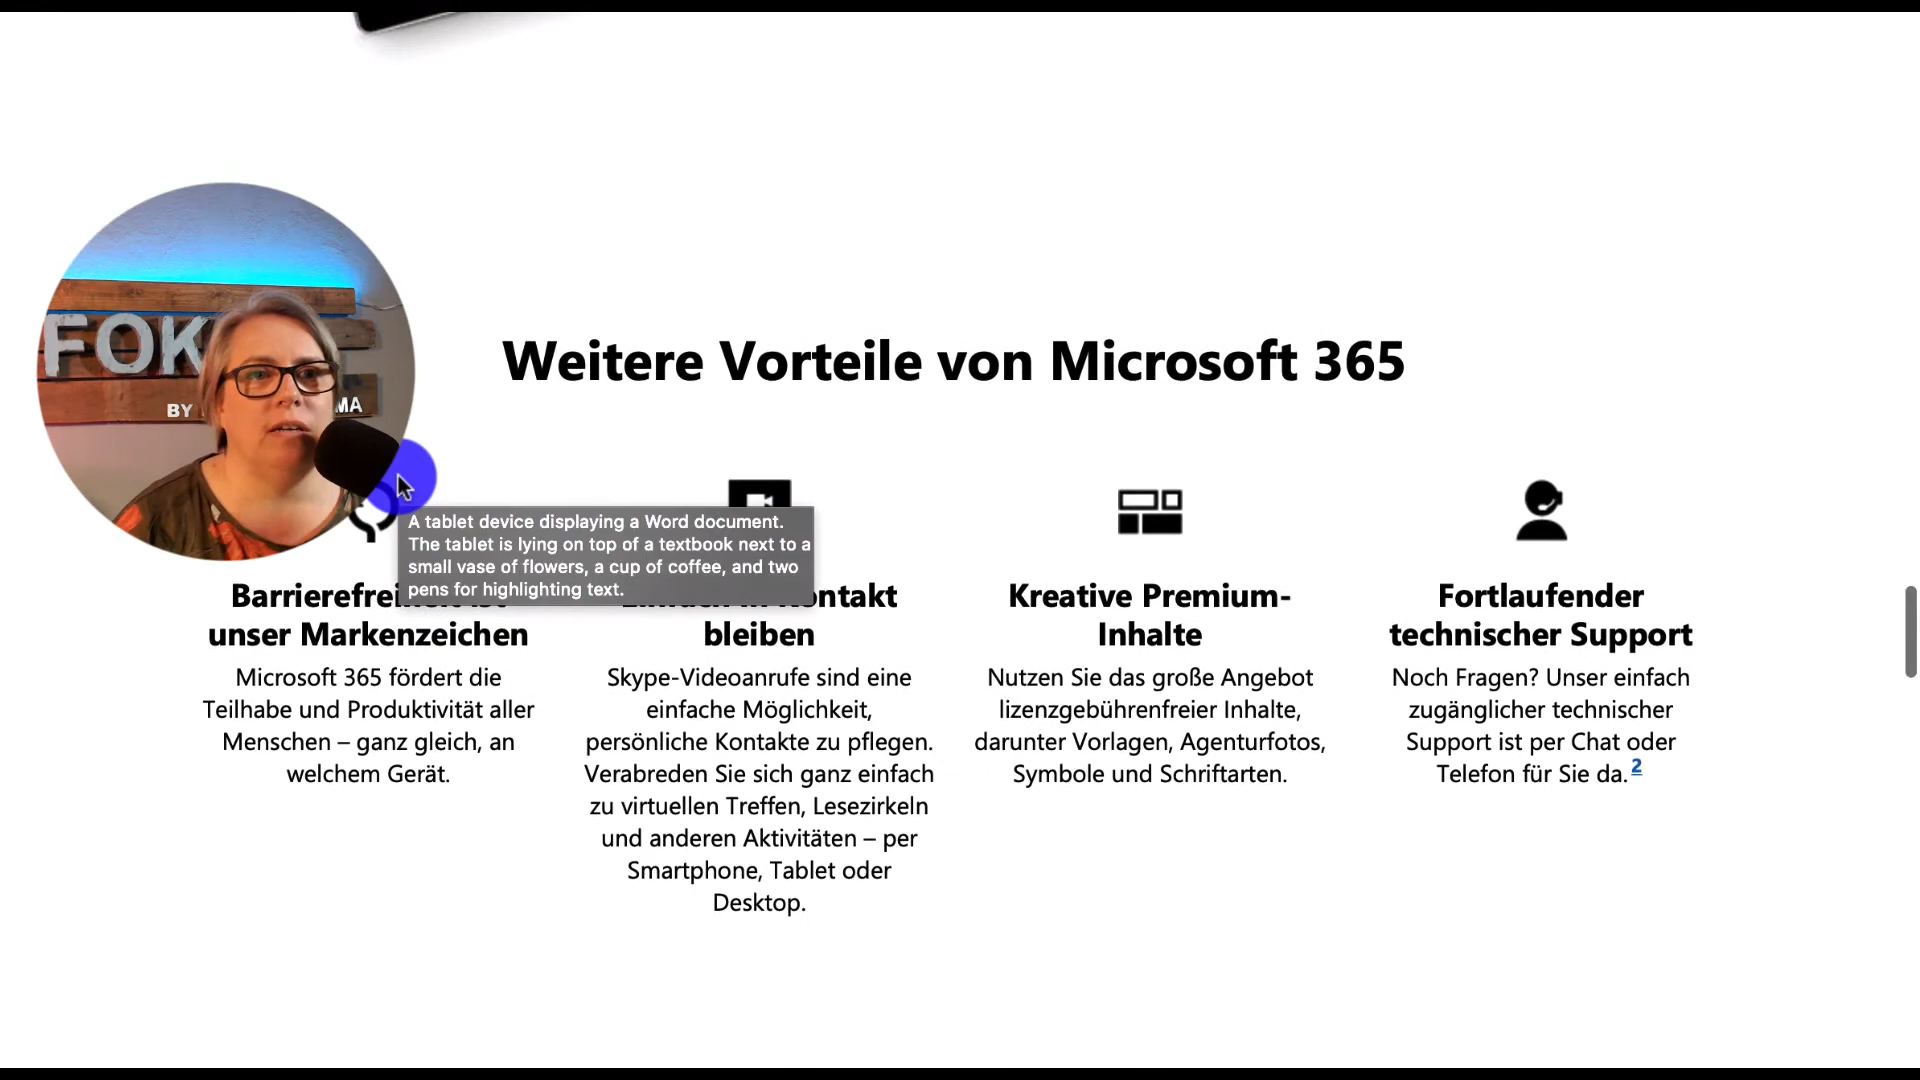 FOK
BY
MA
Weitere Vorteile von Microsoft 365
A tablet device displaying a Word document.
The tablet is lying on top of a textbook next to a
small vase of flowers, a cup of coffee, and two
pens for highlighting text.
unser Markenzeichen
Microsoft 365 fördert die
Teilhabe und Produktivität aller
Menschen – ganz gleich, an
welchem Gerät.
bleiben
Skype-Videoanrufe sind eine
einfache Möglichkeit,
persönliche Kontakte zu pflegen.
Verabreden Sie sich ganz einfach
zu virtuellen Treffen, Lesezirkeln
und anderen Aktivitäten – per
Smartphone, Tablet oder
Desktop.
Kreative Premium-
Inhalte
Nutzen Sie das große Angebot
lizenzgebührenfreier Inhalte,
darunter Vorlagen, Agenturfotos,
Symbole und Schriftarten.
Fortlaufender
technischer Support
Noch Fragen? Unser einfach
zugänglicher technischer
Support ist per Chat oder
Telefon für Sie da.2